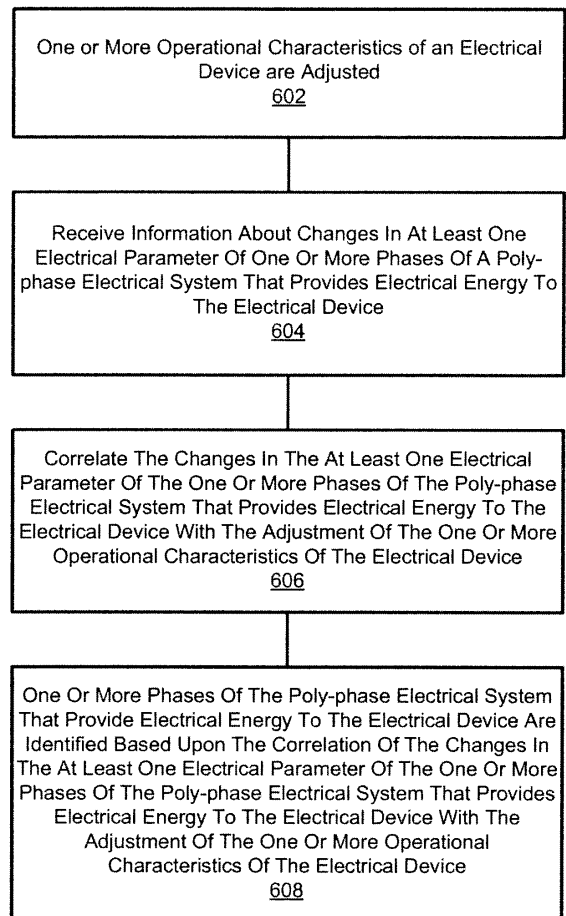 One or More Operational Characteristics of an Electrical
Device are Adjusted
602
Receive Information About Changes In At Least One
Electrical Parameter Of One Or More Phases Of A Poly-
phase Electrical System That Provides Electrical Energy To
The Electrical Device
604
Correlate The Changes In The At Least One Electrical
Parameter Of The One Or More Phases Of The Poly-phase
Electrical System That Provides Electrical Energy To The
Electrical Device With The Adjustment Of The One Or More
Operational Characteristics Of The Electrical Device
606
One Or More Phases Of The Poly-phase Electrical System
That Provide Electrical Energy To The Electrical Device Are
Identified Based Upon The Correlation Of The Changes In
The At Least One Electrical Parameter Of The One Or More
Phases Of The Poly-phase Electrical System That Provides
Electrical Energy To The Electrical Device With The
Adjustment Of The One Or More Operational
Characteristics Of The Electrical Device
608